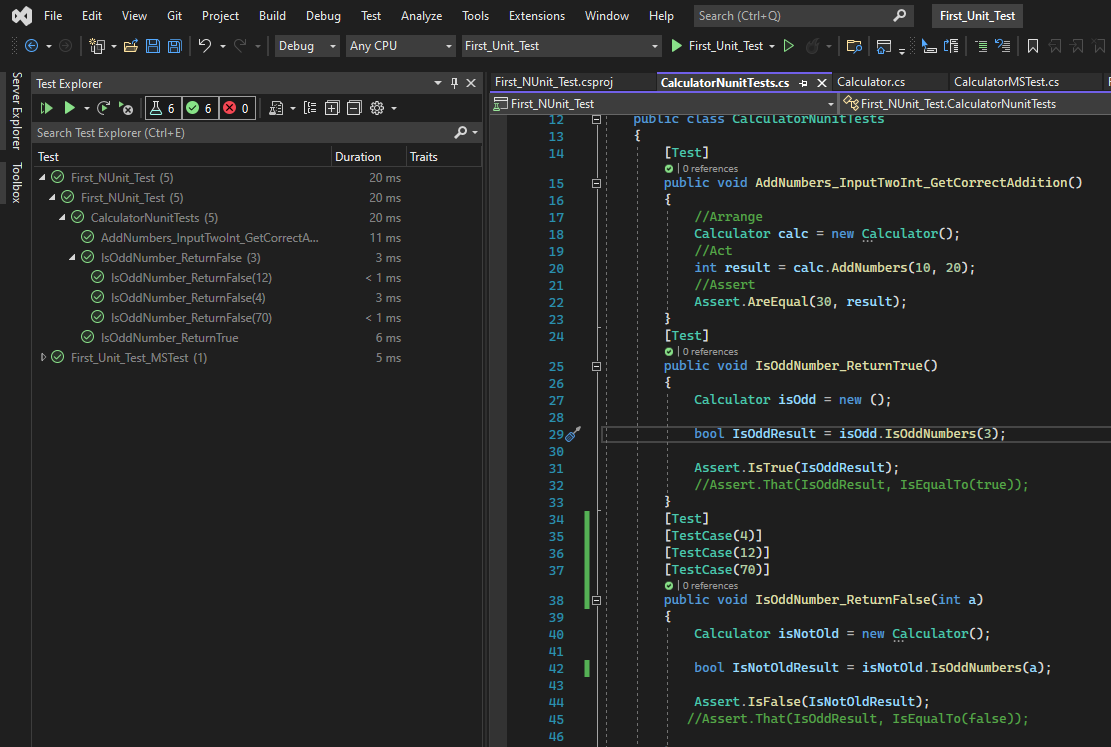 File Edit View Git Project Build Debug Test Analyze Tools Extensions Window Help Search (Ctrl+Q) First_Unit_Test
Debug Any CPU First_Unit_Test First_Unit_Test
Server Explorer
Toolbox
Test Explorer
6 6 0
Search Test Explorer (Ctrl+E)
Test Duration Traits
First_NUnit_Test (5) 20 ms
First_NUnit_Test (5) 20 ms
CalculatorNunitTests (5) 20 ms
AddNumbers_InputTwoInt_GetCorrectA... 11 ms
IsOddNumber_ReturnFalse (3) 3 ms
IsOddNumber_ReturnFalse(12) < 1 ms
IsOddNumber_ReturnFalse(4) 3 ms
IsOddNumber_ReturnFalse(70) < 1 ms
IsOddNumber_ReturnTrue 6 ms
First_Unit_Test_MSTest (1) 5 ms
First_NUnit_Test.csproj CalculatorNunitTests.cs Calculator.cs CalculatorMSTest.cs
First_NUnit_Test First_NUnit_Test.CalculatorNunitTests
12 public class CalculatorNunitTests
13 {
14 [Test]
0 references
15 public void AddNumbers_InputTwoInt_GetCorrectAddition()
16 {
17 //Arrange
18 Calculator calc = new Calculator();
19 //Act
20 int result = calc.AddNumbers(10, 20);
21 //Assert
22 Assert.AreEqual(30, result);
23 }
24 [Test]
0 references
25 public void IsOddNumber_ReturnTrue()
26 {
27 Calculator isOdd = new ();
28
29 bool IsOddResult = isOdd.IsOddNumbers(3);
30
31 Assert.IsTrue(IsOddResult);
32 //Assert.That(IsOddResult, IsEqualTo(true));
33 }
34 [Test]
35 [TestCase(4)]
36 [TestCase(12)]
37 [TestCase(70)]
0 references
38 public void IsOddNumber_ReturnFalse(int a)
39 {
40 Calculator isNotOld = new Calculator();
41
42 bool IsNotOldResult = isNotOld.IsOddNumbers(a);
43
44 Assert.IsFalse(IsNotOldResult);
45 //Assert.That(IsOddResult, IsEqualTo(false));
46